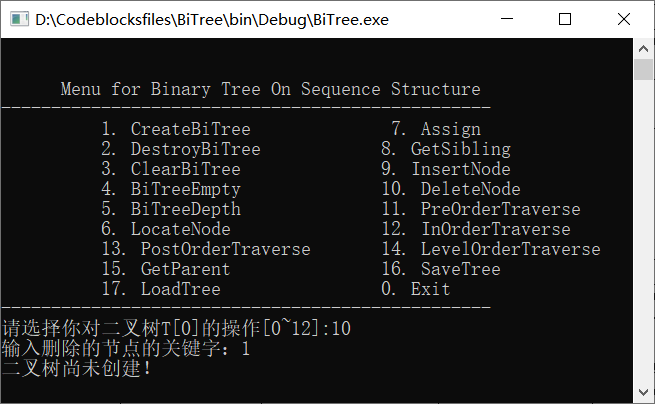 D:\Codeblocksfiles\BiTree\bin\Debug\BiTree.exe
Menu for Binary Tree On Sequence Structure
-------------------------------------------------
1. CreateBiTree 7. Assign
2. DestroyBiTree 8. GetSibling
3. ClearBiTree 9. InsertNode
4. BiTreeEmpty 10. DeleteNode
5. BiTreeDepth 11. PreOrderTraverse
6. LocateNode 12. InOrderTraverse
13. PostOrderTraverse 14. LevelOrderTraverse
15. GetParent 16. SaveTree
17. LoadTree 0. Exit
-------------------------------------------------
请选择你对二叉树T[0]的操作[0~12]:10
输入删除的节点的关键字：1
二叉树尚未创建！